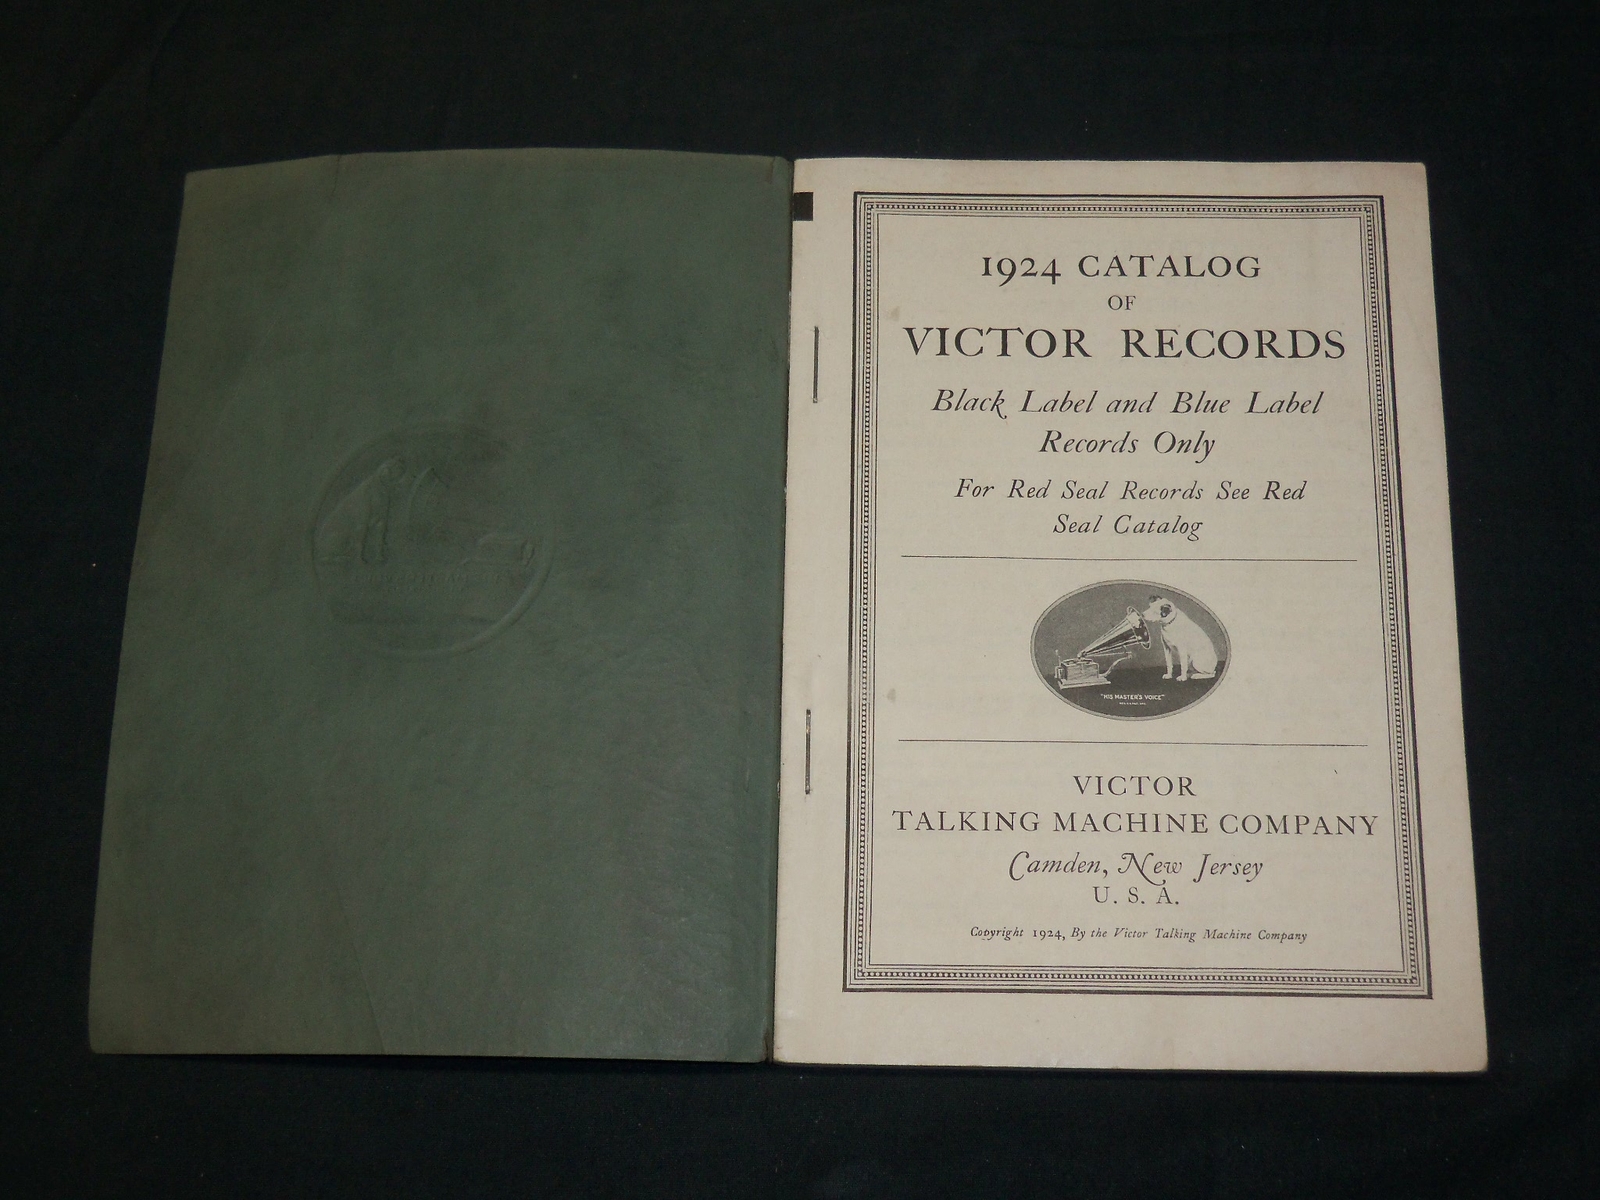 1924 CATALOG
OF
VICTOR RECORDS
Black Label and Blue Label
Records Only
For Red Seal Records See Red
Seal Catalog
"HIS MASTER'S VOICE"
VICTOR
TALKING MACHINE COMPANY
Camden, New Jersey
U. S. A.
Copyright 1924, By the Victor Talking Machine Company